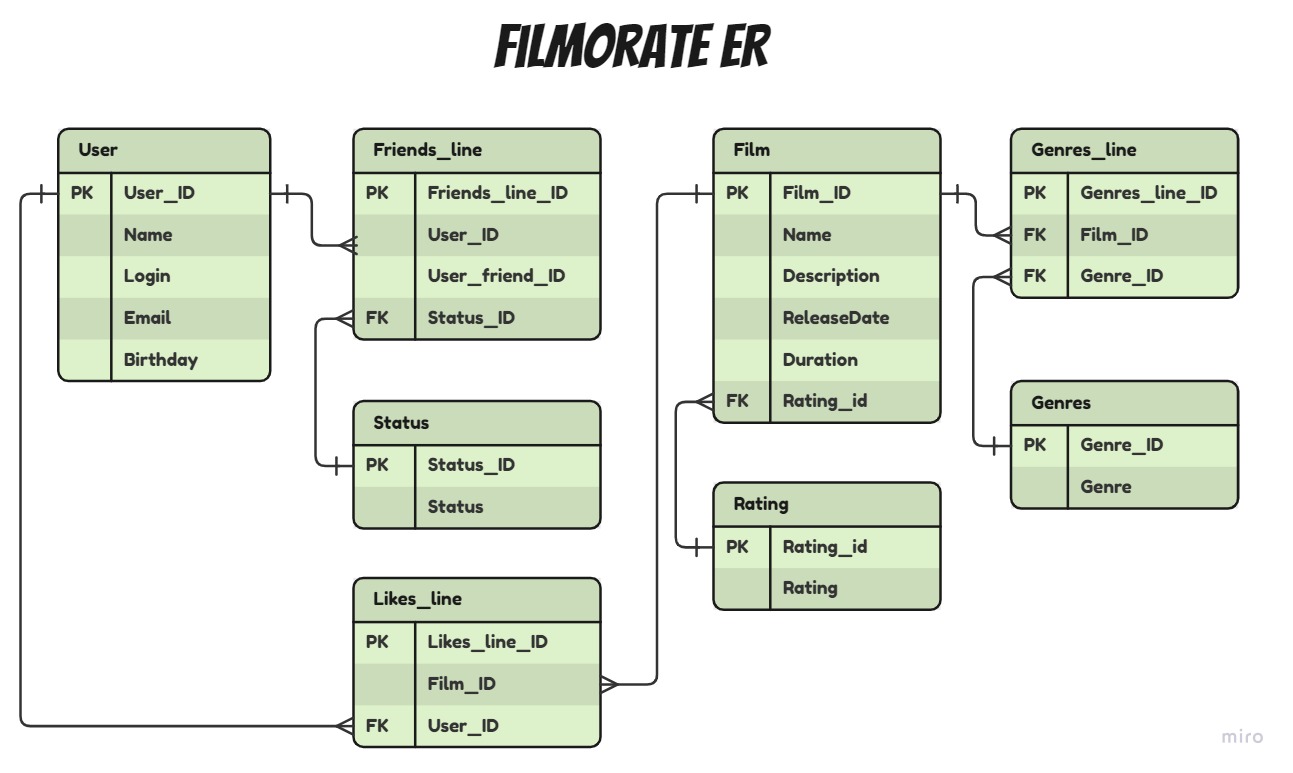 FILMORATE ER
User
PK User_ID
Name
Login
Email
Birthday
Friends_line
PK Friends_line_ID
User_ID
User_friend_ID
FK Status_ID
Status
PK Status_ID
Status
Likes_line
PK Likes_line_ID
Film_ID
FK User_ID
Film
PK Film_ID
Name
Description
ReleaseDate
Duration
FK Rating_id
Rating
PK Rating_id
Rating
Genres_line
PK Genres_line_ID
FK Film_ID
FK Genre_ID
Genres
PK Genre_ID
Genre
miro